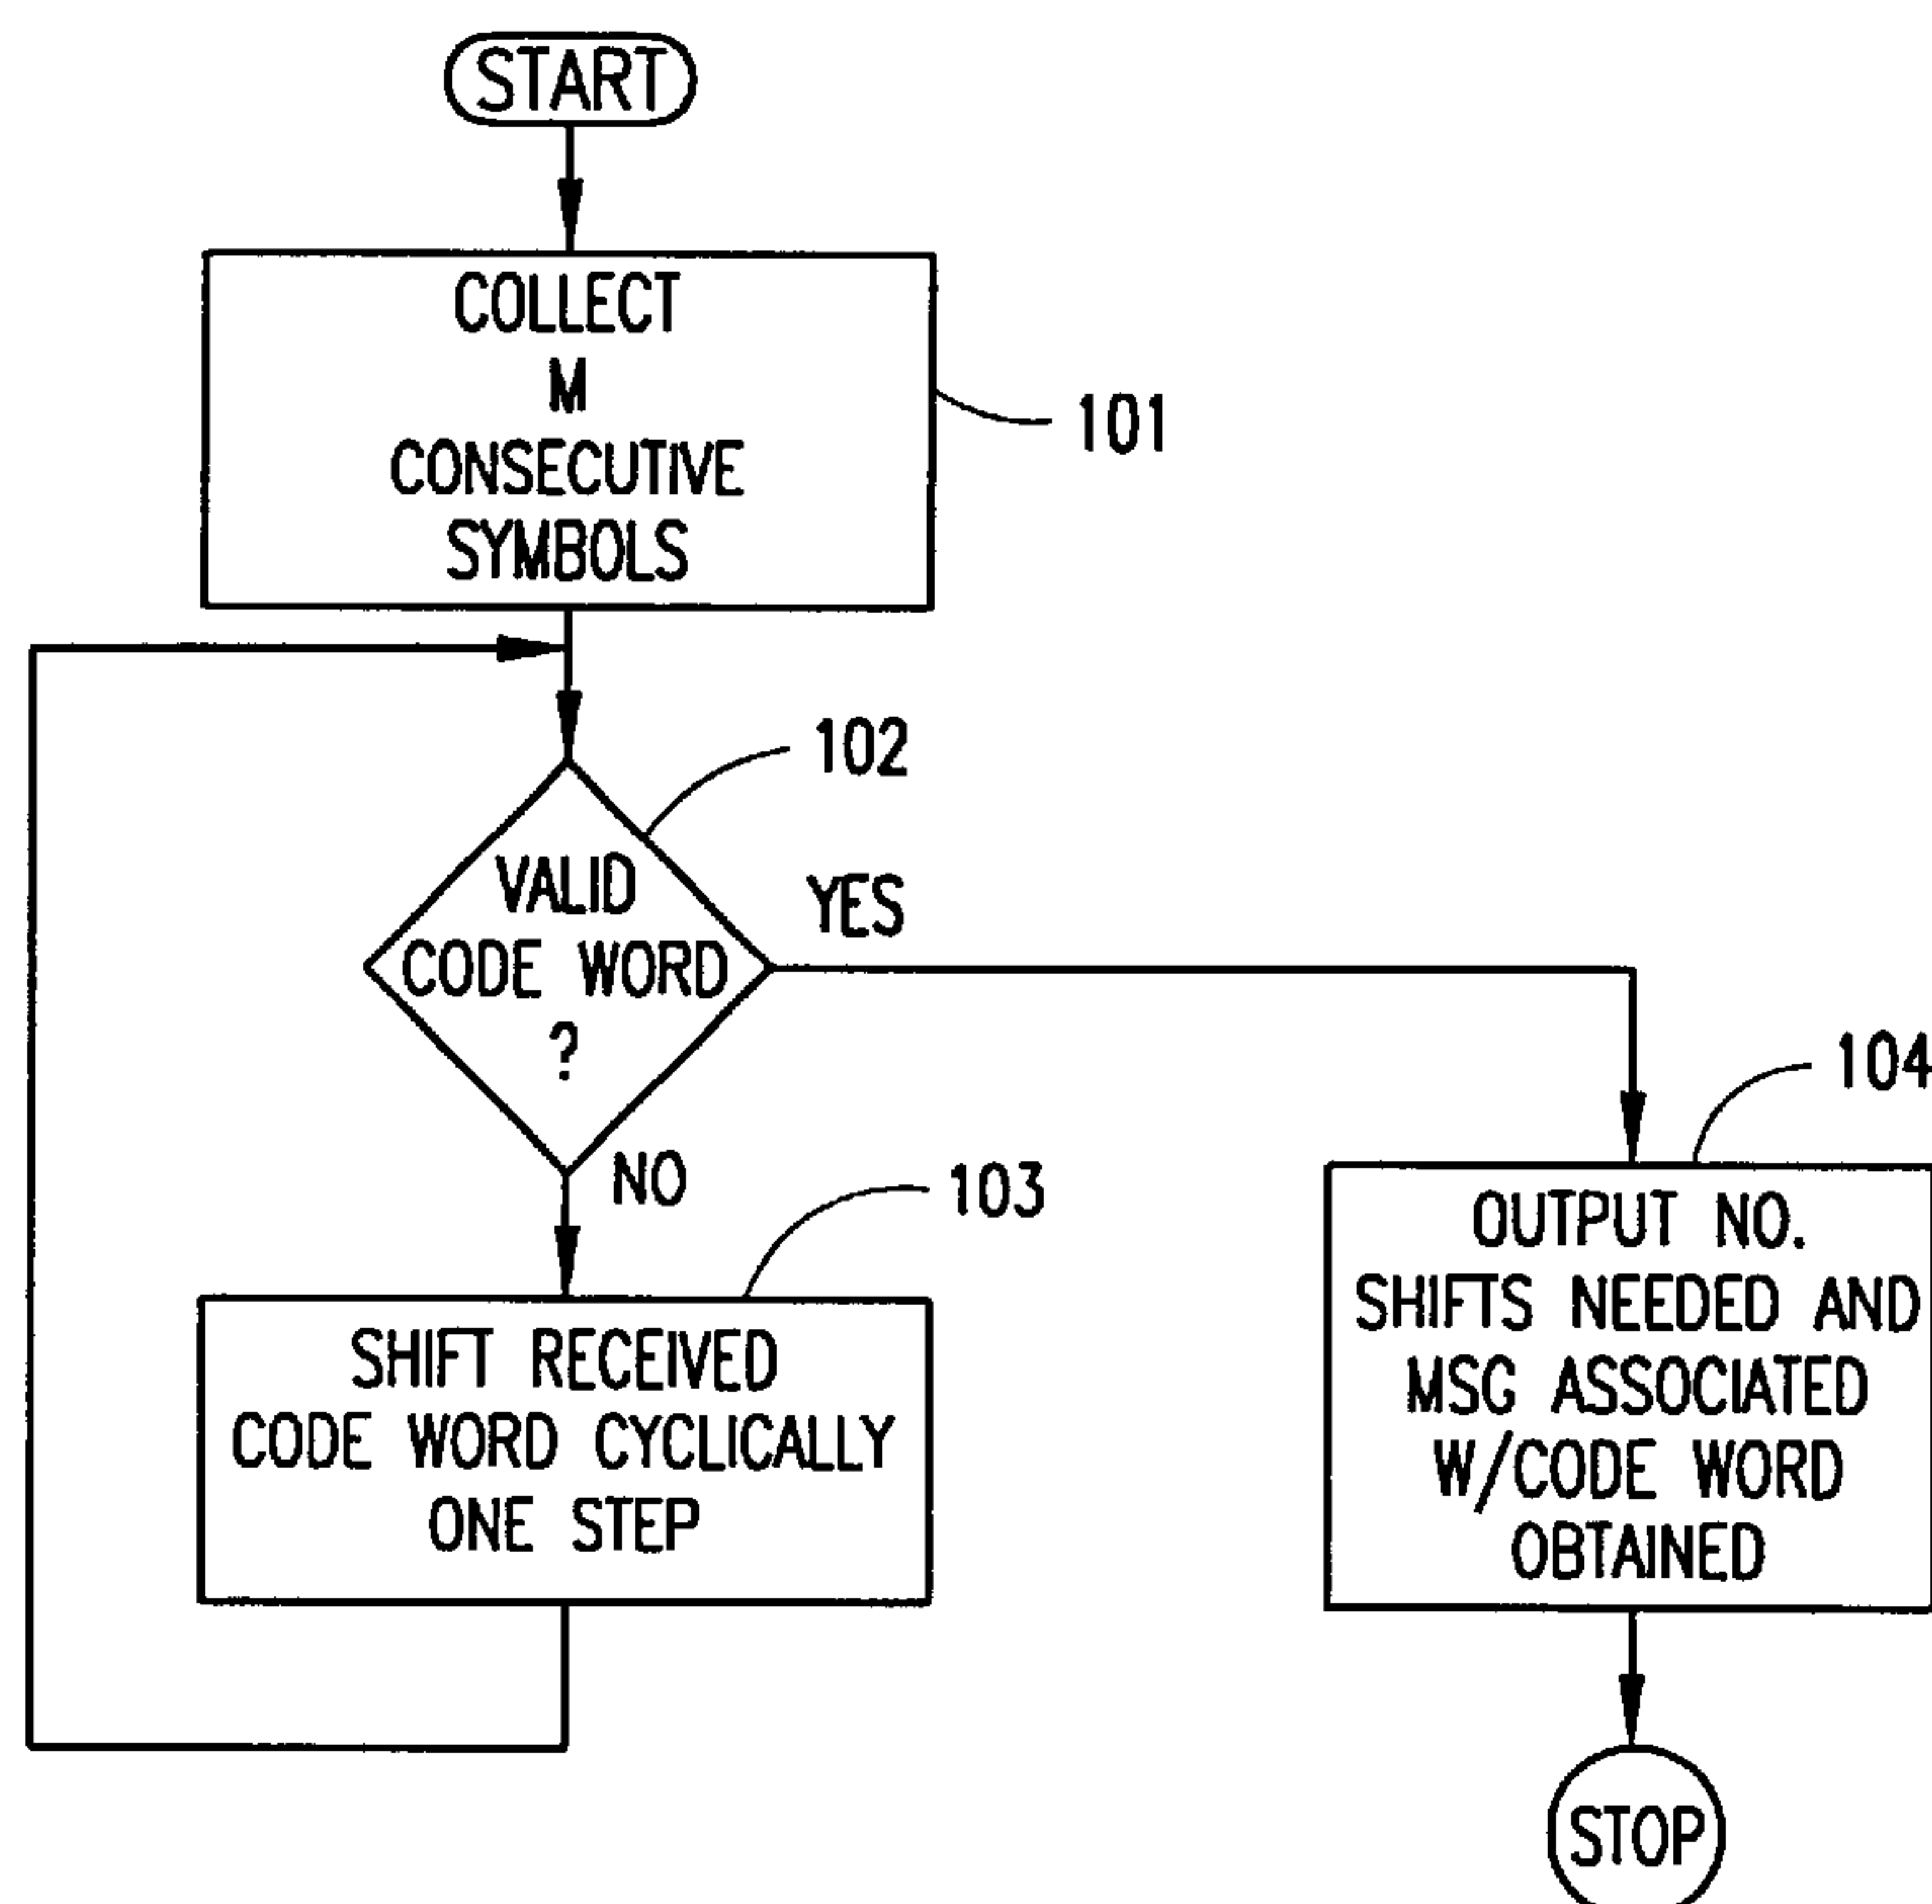 START
COLLECT
M
CONSECUTIVE
SYMBOLS
101
102
VALID
CODE WORD
?
YES
NO
103
SHIFT RECEIVED
CODE WORD CYCLICALLY
ONE STEP
104
OUTPUT NO.
SHIFTS NEEDED AND
MSG ASSOCIATED
W/CODE WORD
OBTAINED
STOP